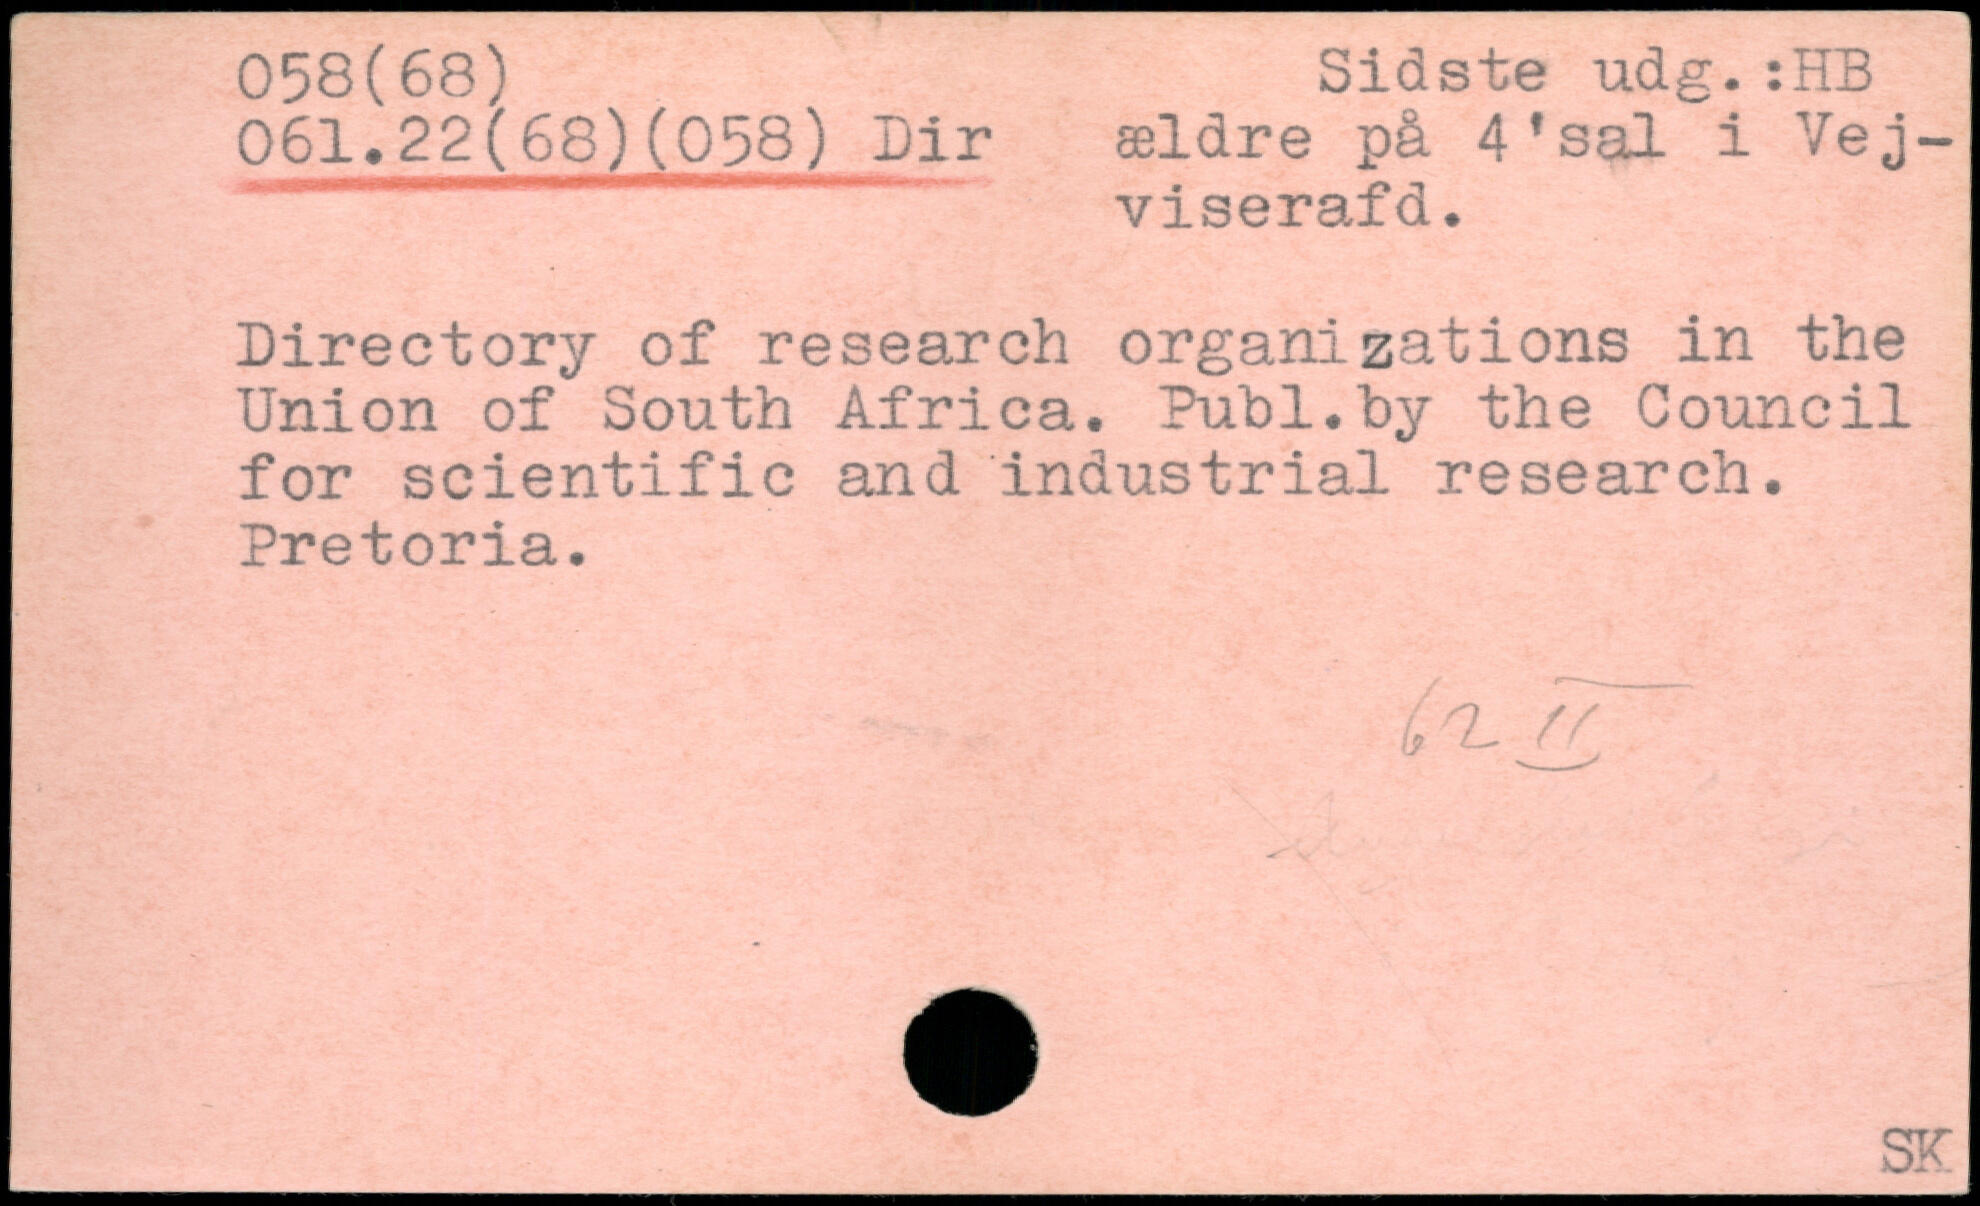 058(68)
Sidste udg.:HB
061.22(68)(058) Dir
ældre på 4'sal i Vej-
viserafd.
Directory of research organizations in the
Union of South Africa. Publ.by the Council
for scientific and industrial research.
Pretoria.
62 II
SK